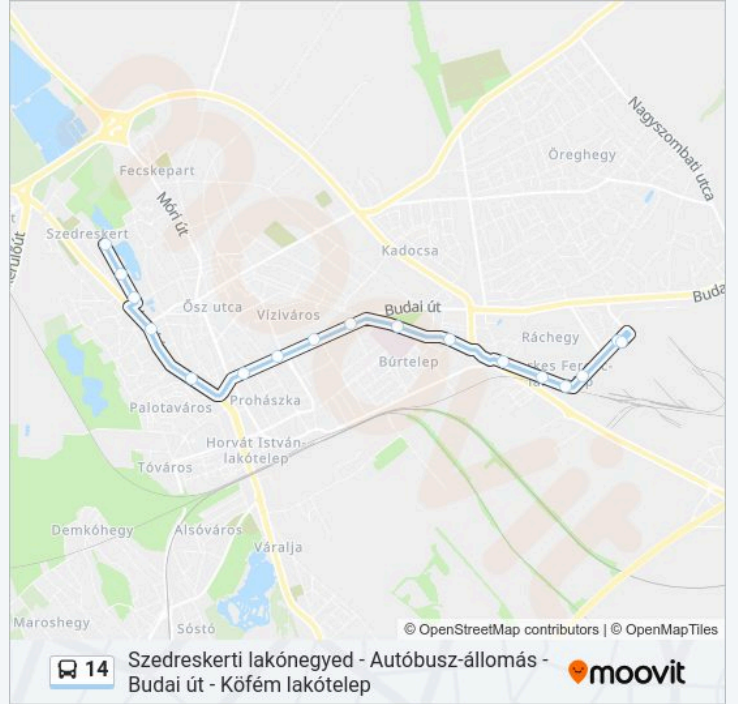 Nagyszombati utca
Öreghegy
Fecskepart
Móri út
Szedreskert
Kadocsa
Budai út
Ősz utca
Víziváros
Ráchegy
Búrtelep
Prohászka
Palotaváros
Horvát István-
lakótelep
Tóváros
Demkóhegy
Alsóváros
Váralja
Maroshegy
Sóstó
© OpenStreetMap contributors | © OpenMapTiles
14
Szedreskerti lakónegyed - Autóbusz-állomás -
Budai út - Köfém lakótelep
moovit